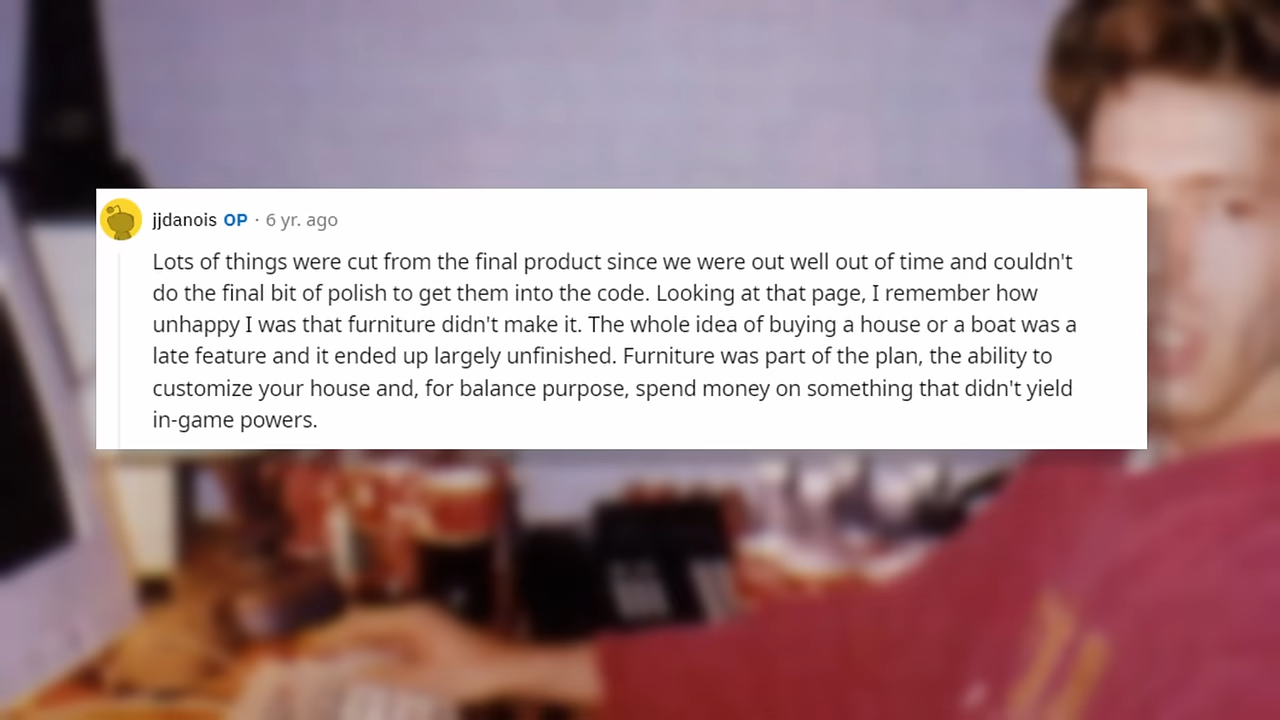 jjdanois OP · 6 yr. ago
Lots of things were cut from the final product since we were out well out of time and couldn't
do the final bit of polish to get them into the code. Looking at that page, I remember how
unhappy I was that furniture didn't make it. The whole idea of buying a house or a boat was a
late feature and it ended up largely unfinished. Furniture was part of the plan, the ability to
customize your house and, for balance purpose, spend money on something that didn't yield
in-game powers.